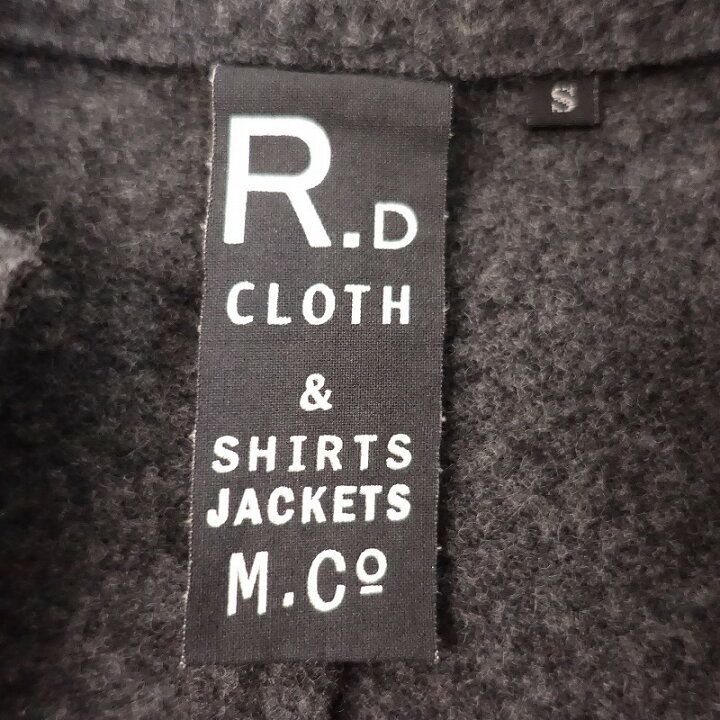 R.D
CLOTH
&
SHIRTS
JACKETS
M.Cº
S